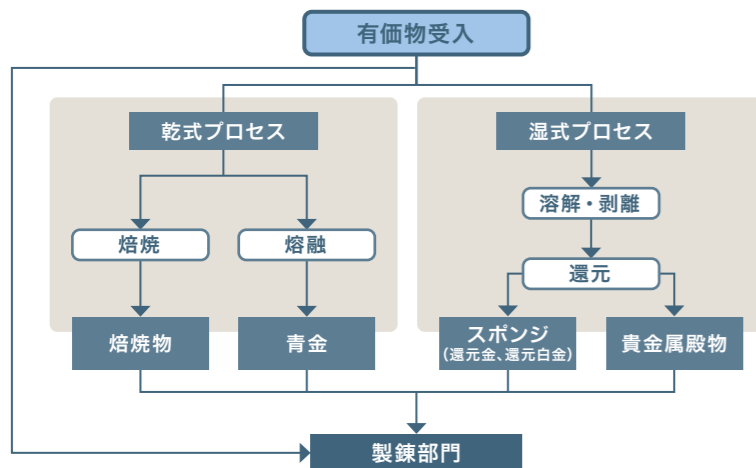 有価物受入
乾式プロセス
湿式プロセス
溶解・剥離
焙焼
熔融
還元
焙焼物
青金
スポンジ
(還元金、還元白金)
貴金属殿物
製錬部門